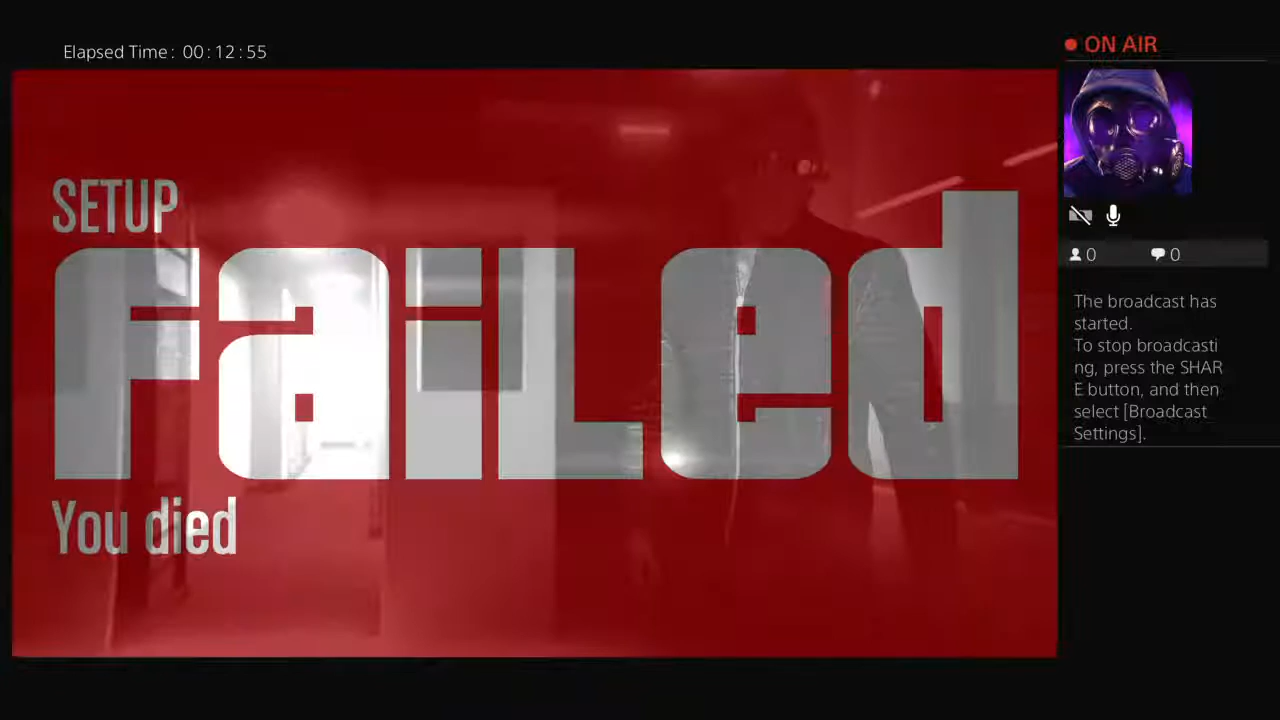 Elapsed Time: 00:12:55
ON AIR
SETUP
FaiLed
You died
0
0
The broadcast has
started.
To stop broadcasti
ng, press the SHAR
E button, and then
select [Broadcast
Settings].